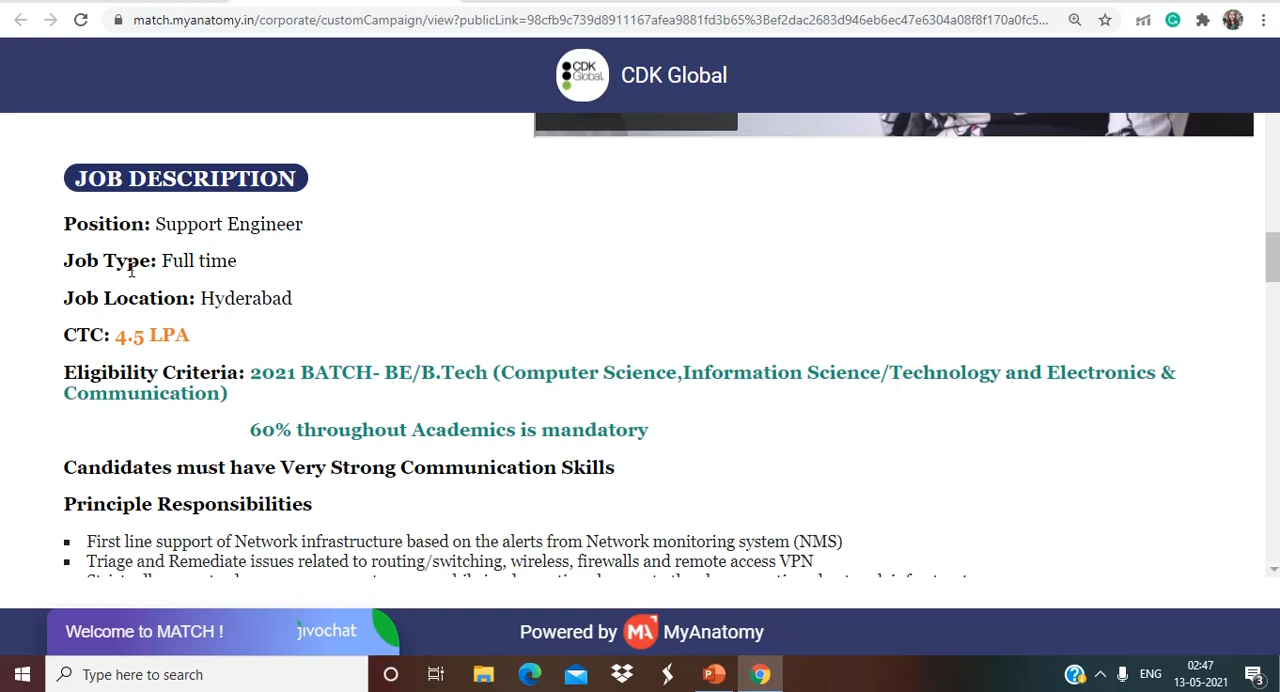 match.myanatomy.in/corporate/customCampaign/view?publicLink=98cfb9c739d8911167afea9881fd3b65%3Bef2dac2683d946eb6ec47e6304a08f8f170a0fc5...
CDK Global
CDK Global
JOB DESCRIPTION
Position: Support Engineer
Job Type: Full time
Job Location: Hyderabad
CTC: 4.5 LPA
Eligibility Criteria: 2021 BATCH- BE/B.Tech (Computer Science,Information Science/Technology and Electronics &
Communication)
60% throughout Academics is mandatory
Candidates must have Very Strong Communication Skills
Principle Responsibilities
First line support of Network infrastructure based on the alerts from Network monitoring system (NMS)
Triage and Remediate issues related to routing/switching, wireless, firewalls and remote access VPN
Welcome to MATCH !
jivochat
Powered by MA MyAnatomy
Type here to search
ENG
02:47
13-05-2021
3